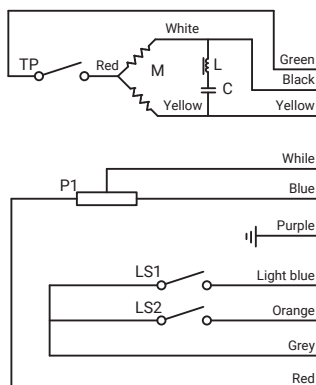 White
Green
TP
Red
M
L
Black
C
Yellow
Yellow
While
P1
Blue
Purple
LS1
Light blue
LS2
Orange
Grey
Red